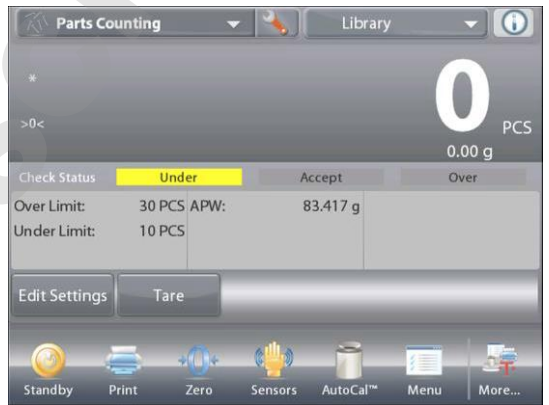 Parts Counting
Library
*
>0<
0 PCS
0.00 g
Check Status Under Accept Over
Over Limit: 30 PCS APW: 83.417 g
Under Limit: 10 PCS
Edit Settings Tare
Standby Print Zero Sensors AutoCal™ Menu More...